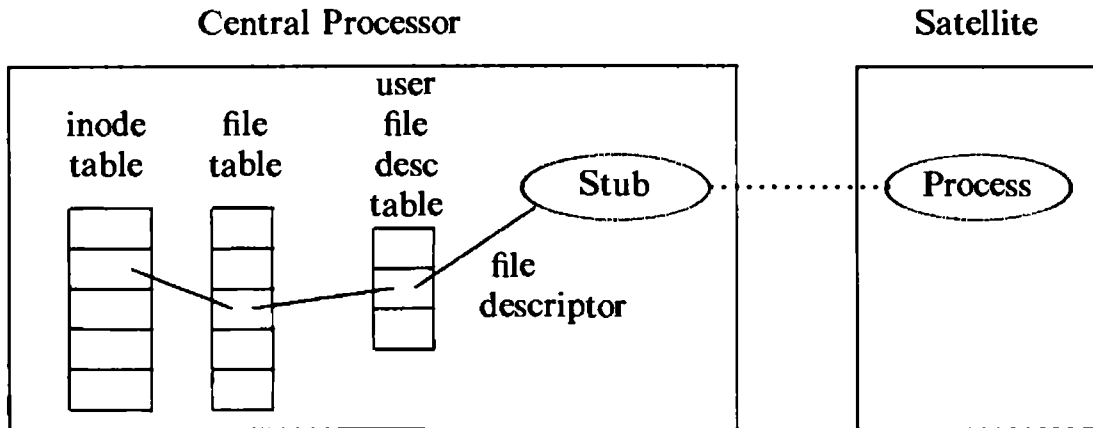 Central Processor
Satellite
inode
table
file
table
user
file
desc
table
Stub
Process
file
descriptor